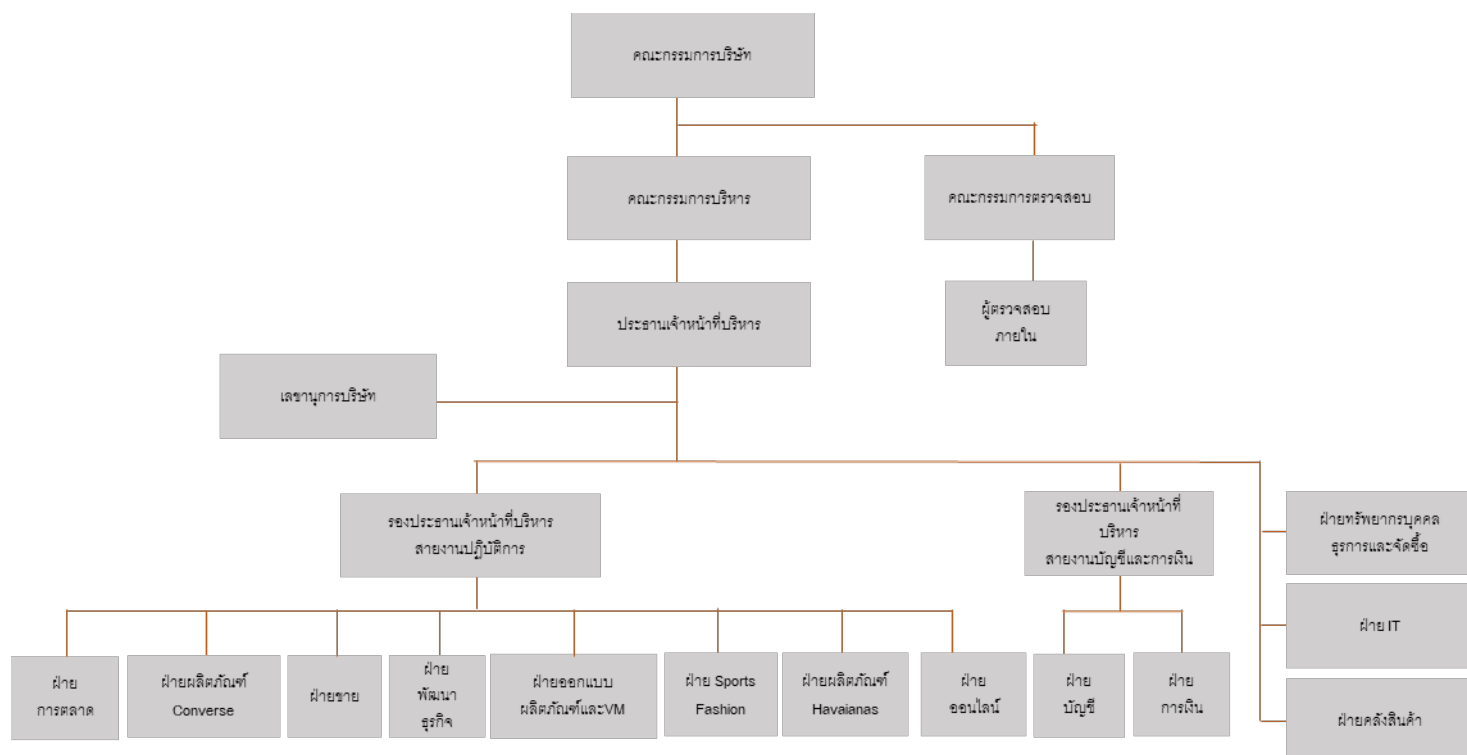 คณะกรรมการบริษัท
คณะกรรมการบริหาร
คณะกรรมการตรวจสอบ
ประธานเจ้าหน้าที่บริหาร
ผู้ตรวจสอบ
ภายใน
เลขานุการบริษัท
รองประธานเจ้าหน้าที่บริหาร
สายงานปฏิบัติการ
รองประธานเจ้าหน้าที่
บริหาร
สายงานบัญชีและการเงิน
ฝ่ายทรัพยากรบุคคล
ธุรการและจัดซื้อ
ฝ่าย IT
ฝ่ายคลังสินค้า
ฝ่าย
การตลาด
ฝ่ายผลิตภัณฑ์
Converse
ฝ่ายขาย
ฝ่าย
พัฒนา
ธุรกิจ
ฝ่ายออกแบบ
ผลิตภัณฑ์และVM
ฝ่าย Sports
Fashion
ฝ่ายผลิตภัณฑ์
Havaianas
ฝ่าย
ออนไลน์
ฝ่าย
บัญชี
ฝ่าย
การเงิน